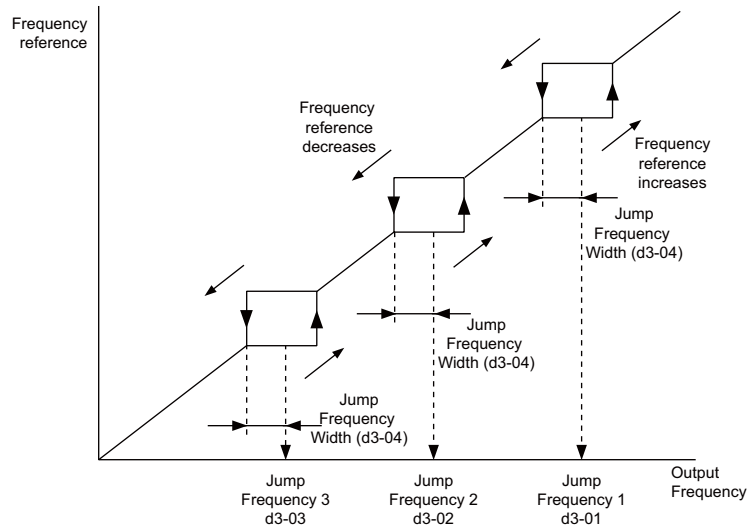 Frequency
reference
Frequency
reference
decreases
Frequency
reference
increases
Jump
Frequency
Width (d3-04)
Jump
Frequency
Width (d3-04)
Jump
Frequency
Width (d3-04)
Output
Frequency
Jump
Frequency 3
d3-03
Jump
Frequency 2
d3-02
Jump
Frequency 1
d3-01